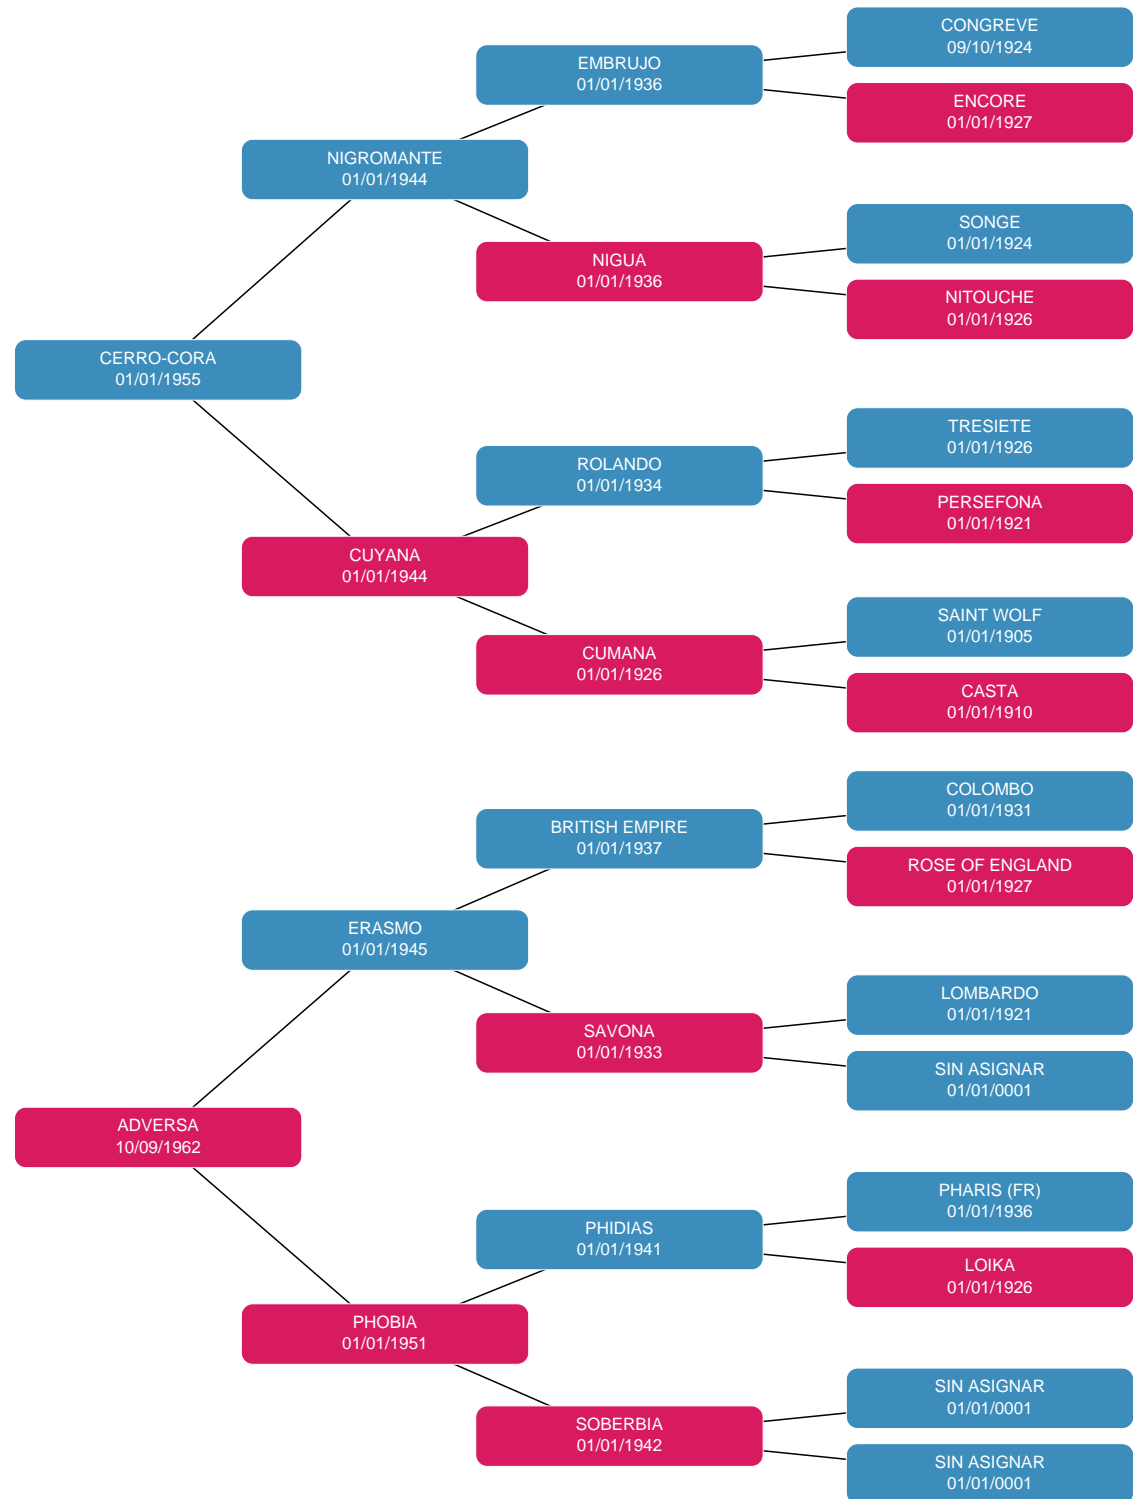 CONGREVE
09/10/1924
EMBRUJO
01/01/1936
ENCORE
01/01/1927
NIGROMANTE
01/01/1944
SONGE
01/01/1924
NIGUA
01/01/1936
NITOUCHE
01/01/1926
CERRO-CORA
01/01/1955
TRESIETE
01/01/1926
ROLANDO
01/01/1934
PERSEFONA
01/01/1921
CUYANA
01/01/1944
SAINT WOLF
01/01/1905
CUMANA
01/01/1926
CASTA
01/01/1910
COLOMBO
01/01/1931
BRITISH EMPIRE
01/01/1937
ROSE OF ENGLAND
01/01/1927
ERASMO
01/01/1945
LOMBARDO
01/01/1921
SAVONA
01/01/1933
SIN ASIGNAR
01/01/0001
ADVERSA
10/09/1962
PHARIS (FR)
01/01/1936
PHIDIAS
01/01/1941
LOIKA
01/01/1926
PHOBIA
01/01/1951
SIN ASIGNAR
01/01/0001
SOBERBIA
01/01/1942
SIN ASIGNAR
01/01/0001